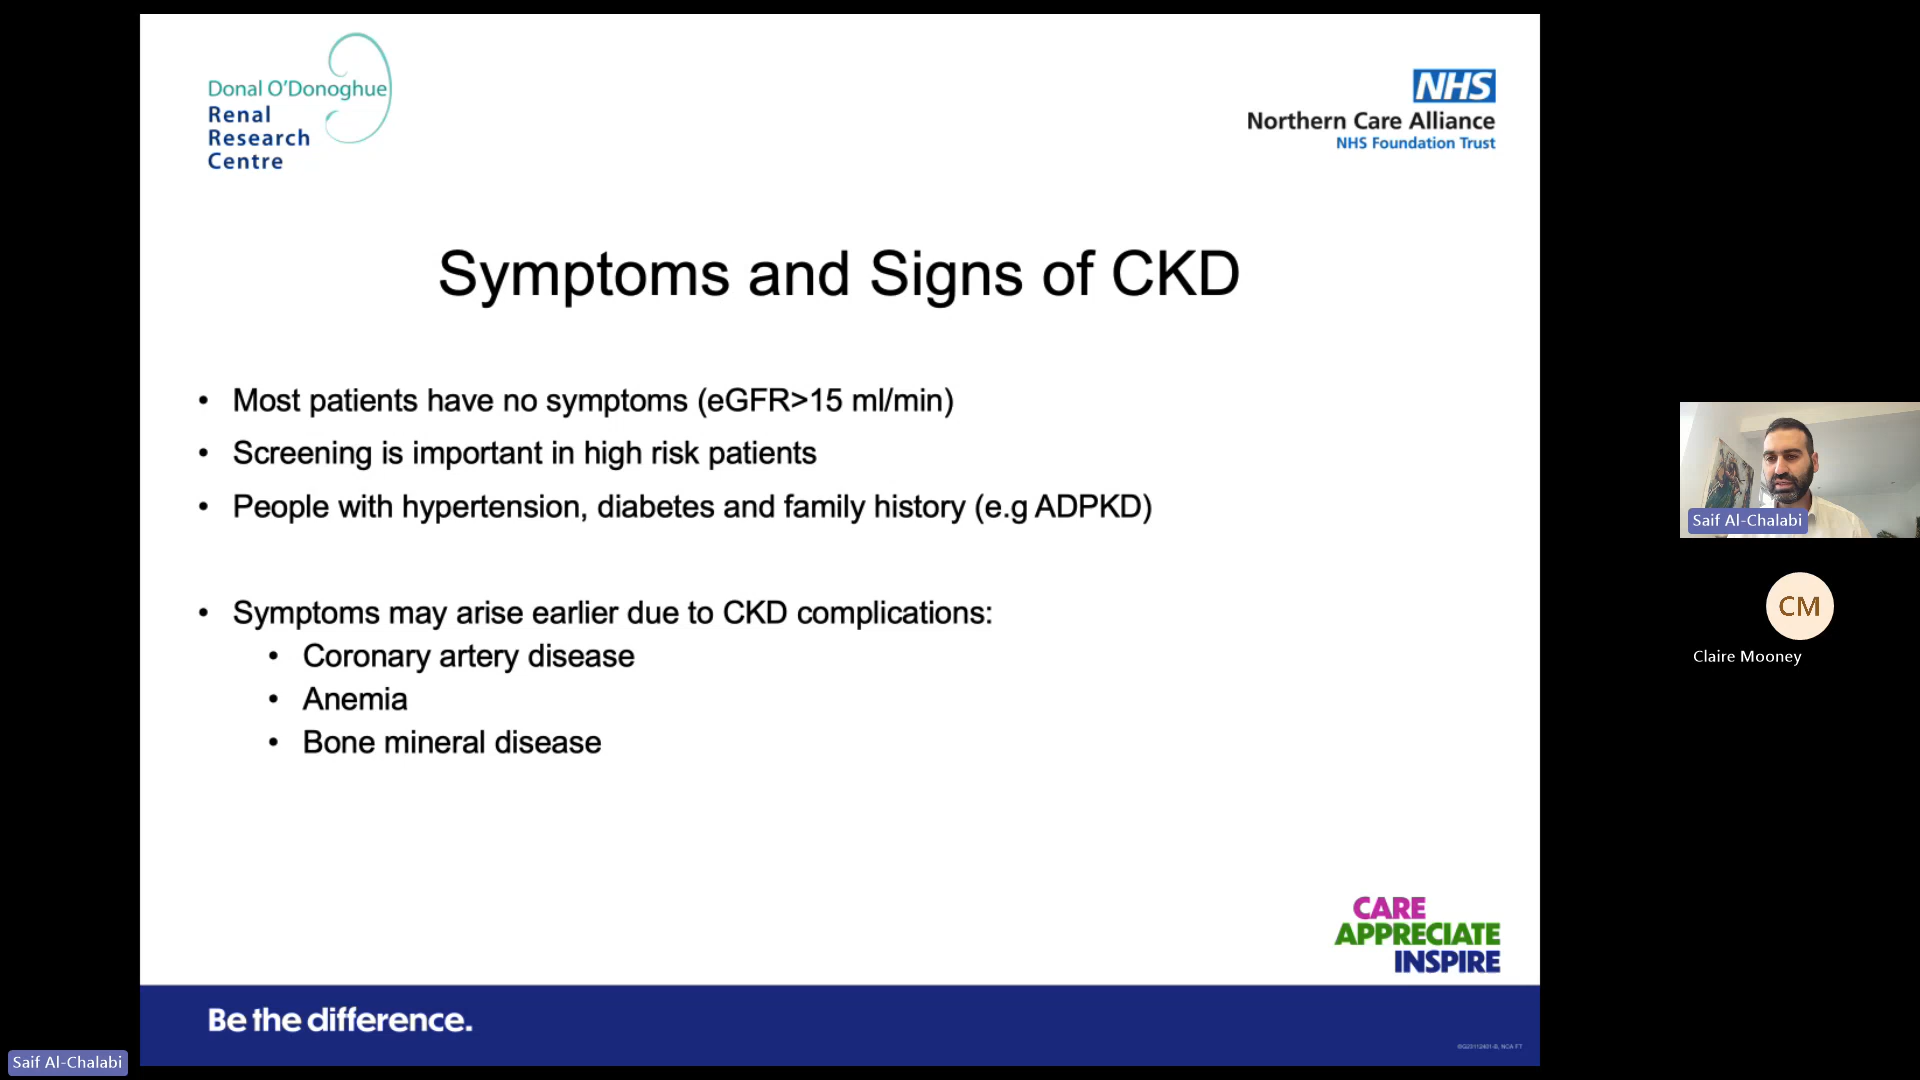 Donal O'Donoghue
Renal
Research
Centre
NHS
Northern Care Alliance
NHS Foundation Trust
Symptoms and Signs of CKD
• Most patients have no symptoms (eGFR>15 ml/min)
• Screening is important in high risk patients
• People with hypertension, diabetes and family history (e.g ADPKD)
• Symptoms may arise earlier due to CKD complications:
• Coronary artery disease
• Anemia
• Bone mineral disease
Saif Al-Chalabi
CM
Claire Mooney
CARE
APPRECIATE
INSPIRE
Be the difference.
Saif Al-Chalabi